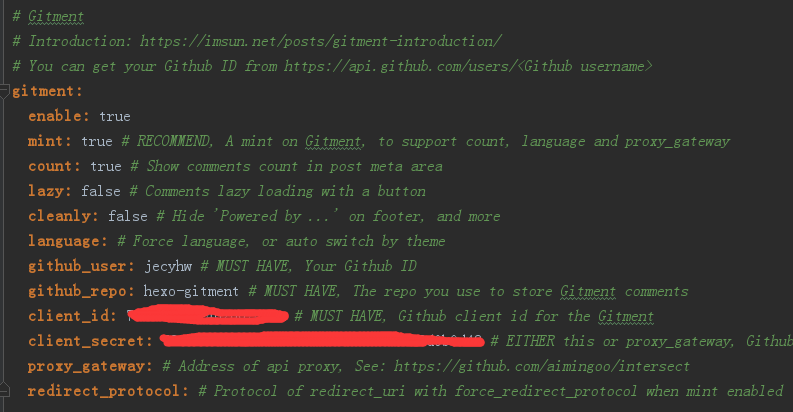 # Gitment
# Introduction: https://imsun.net/posts/gitment-introduction/
# You can get your Github ID from https://api.github.com/users/<Github username>
gitment:
  enable: true
  mint: true # RECOMMEND, A mint on Gitment, to support count, language and proxy_gateway
  count: true # Show comments count in post meta area
  lazy: false # Comments lazy loading with a button
  cleanly: false # Hide 'Powered by ...' on footer, and more
  language: # Force language, or auto switch by theme
  github_user: jecyhw # MUST HAVE, Your Github ID
  github_repo: hexo-gitment # MUST HAVE, The repo you use to store Gitment comments
  client_id: # MUST HAVE, Github client id for the Gitment
  client_secret: # EITHER this or proxy_gateway, Github
  proxy_gateway: # Address of api proxy, See: https://github.com/aimingoo/intersect
  redirect_protocol: # Protocol of redirect_uri with force_redirect_protocol when mint enabled